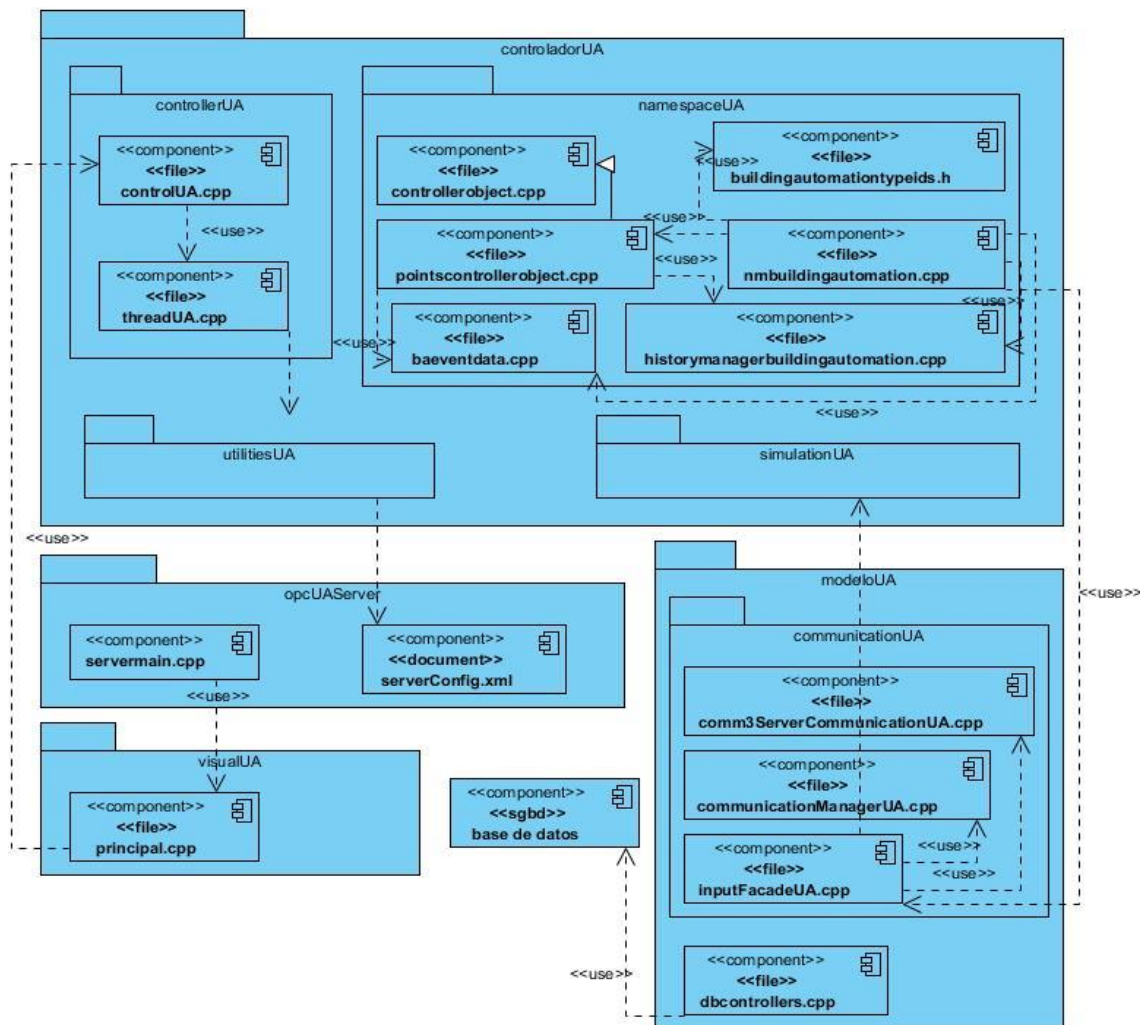 controladorUA
controllerUA
<<component>>
<<file>>
controlUA.cpp
<<use>>
<<component>>
<<file>>
threadUA.cpp
namespaceUA
<<component>>
<<file>>
controllerobject.cpp
<<component>>
<<file>>
buildingautomationtypeids.h
<<use>>
<<use>>
<<component>>
<<file>>
pointscontrollerobject.cpp
<<use>>
<<component>>
<<file>>
nmbuildingautomation.cpp
<<use>>
<<use>>
<<component>>
<<file>>
baeventdata.cpp
<<component>>
<<file>>
historymanagerbuildingautomation.cpp
<<use>>
utilitiesUA
simulationUA
<<use>>
<<use>>
opcUAServer
<<component>>
servermain.cpp
<<component>>
<<document>>
serverConfig.xml
<<use>>
visualUA
<<component>>
<<file>>
principal.cpp
<<component>>
<<sgbd>>
base de datos
modeloUA
communicationUA
<<component>>
<<file>>
comm3ServerCommunicationUA.cpp
<<component>>
<<file>>
communicationManagerUA.cpp
<<use>>
<<component>>
<<file>>
inputFacadeUA.cpp
<<use>>
<<component>>
<<file>>
dbcontrollers.cpp
<<use>>